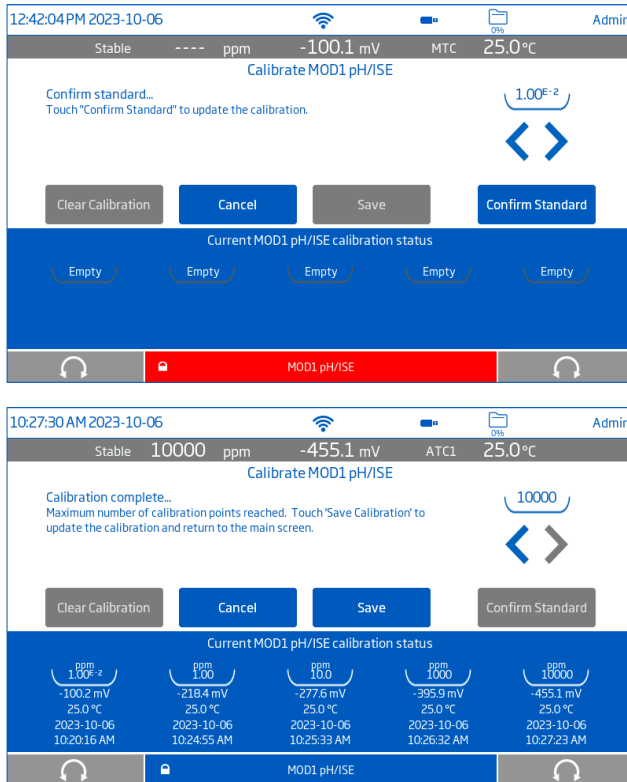 12:42:04 PM 2023-10-06 0% Admin
Stable ---- ppm -100.1 mV MTC 25.0 °C
Calibrate MOD1 pH/ISE
Confirm standard...
Touch "Confirm Standard" to update the calibration.
1.00E-2
Clear Calibration Cancel Save Confirm Standard
Current MOD1 pH/ISE calibration status
Empty Empty Empty Empty Empty
MOD1 pH/ISE
10:27:30 AM 2023-10-06 0% Admin
Stable 10000 ppm -455.1 mV ATC1 25.0 °C
Calibrate MOD1 pH/ISE
Calibration complete...
Maximum number of calibration points reached. Touch 'Save Calibration' to
update the calibration and return to the main screen.
10000
Clear Calibration Cancel Save Confirm Standard
Current MOD1 pH/ISE calibration status
ppm ppm ppm ppm ppm
1.00E-2 1.00 10.0 1000 10000
-100.2 mV -218.4 mV -277.6 mV -395.9 mV -455.1 mV
25.0 °C 25.0 °C 25.0 °C 25.0 °C 25.0 °C
2023-10-06 2023-10-06 2023-10-06 2023-10-06 2023-10-06
10:20:16 AM 10:24:55 AM 10:25:33 AM 10:26:32 AM 10:27:23 AM
MOD1 pH/ISE